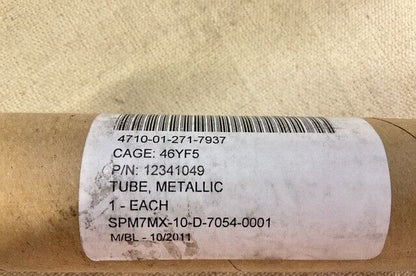 4710-01-271-7937
CAGE: 46YF5
P/N: 12341049
TUBE, METALLIC
1 - EACH
SPM7MX-10-D-7054-0001
M/BL - 10/2011